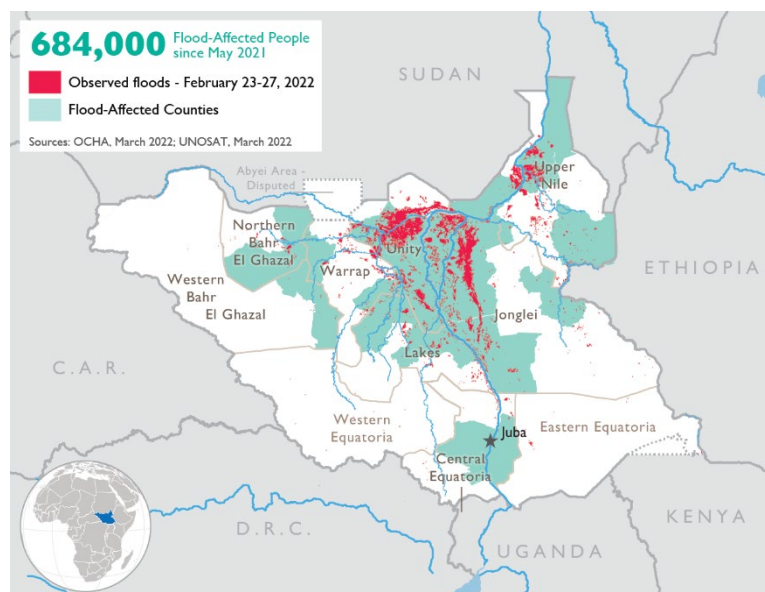 684,000 Flood-Affected People
since May 2021
Observed floods - February 23-27, 2022
Flood-Affected Counties
Sources: OCHA, March 2022; UNOSAT, March 2022
SUDAN
Abyei Area -
Disputed
Upper
Nile
Northern
Bahr
El Ghazal
Unity
Warrap
ETHIOPIA
Western
Bahr
El Ghazal
Jonglei
Lakes
C.A.R.
Western
Equatoria
Juba
Eastern Equatoria
Central
Equatoria
KENYA
D.R.C.
UGANDA